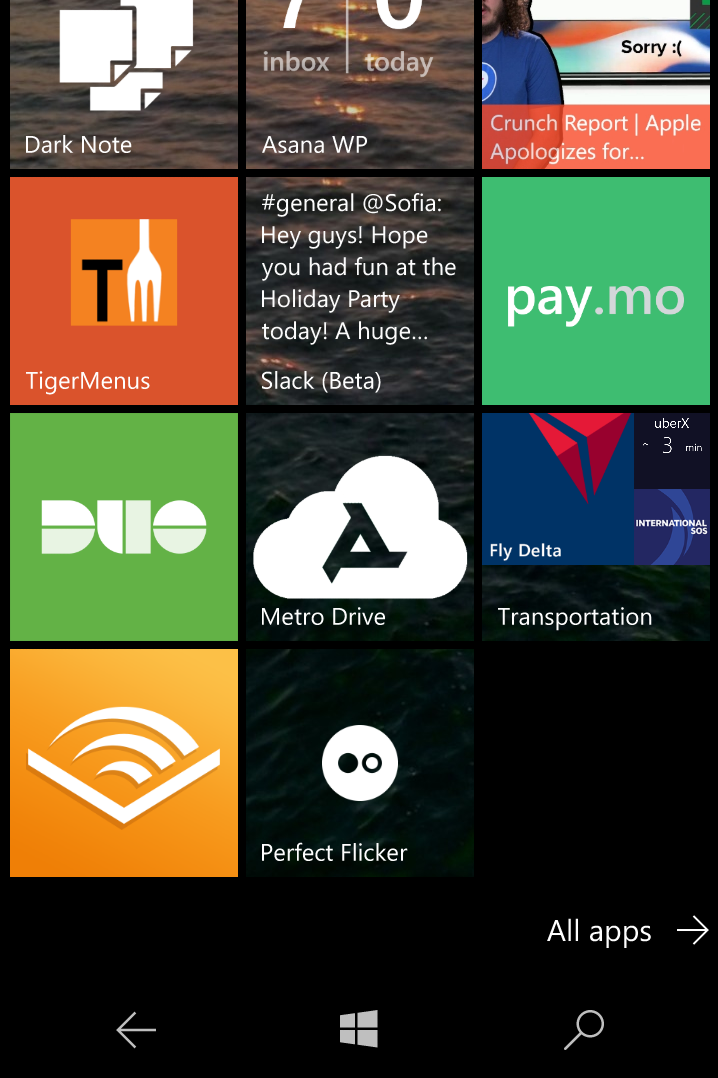 inbox today
Dark Note
Asana WP
Sorry :(
Crunch Report | Apple
Apologizes for...
T
TigerMenus
#general @Sofia:
Hey guys! Hope
you had fun at the
Holiday Party
today! A huge...
Slack (Beta)
pay.mo
DUO
Metro Drive
uberX
~ 3 min
INTERNATIONAL
SOS
Fly Delta
Transportation
Perfect Flicker
All apps